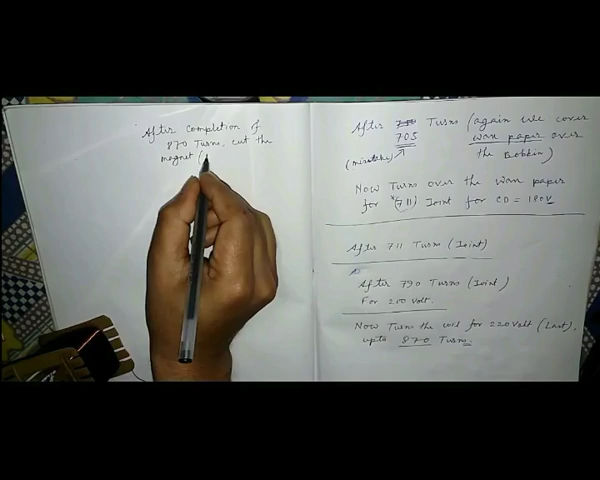 After completion of
870 Turns, cut the
magnet (
After Turns (again we cover
705 wax paper over
(mistake) the Bobbin)
Now Turns over the wax paper
for (711) Joint for CD = 180V
After 711 Turns (Joint)
After 790 Turns (Joint)
For 200 volt.
Now Turns the coil for 220 Volt (Last),
upto 870 Turns.